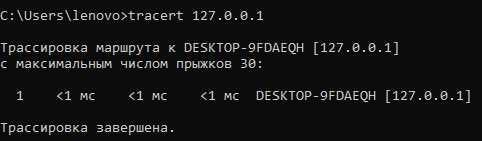 C:\Users\lenovo>tracert 127.0.0.1
Трассировка маршрута к DESKTOP-9FDAEQH [127.0.0.1]
с максимальным числом прыжков 30:
1 <1 мс <1 мс <1 мс DESKTOP-9FDAEQH [127.0.0.1]
Трассировка завершена.